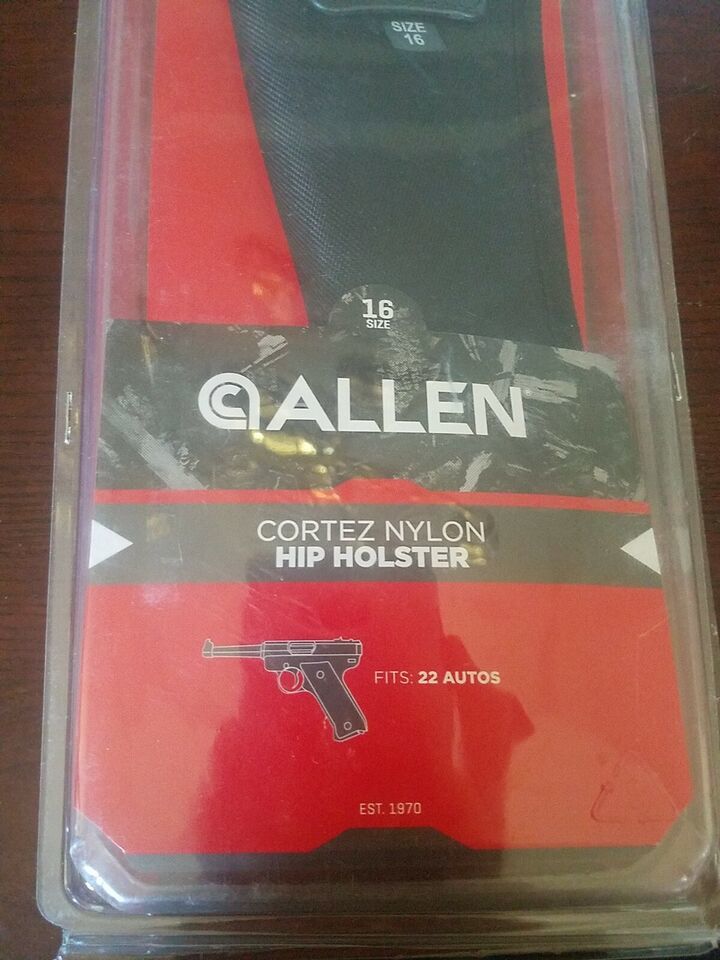 SIZE
16
16
SIZE
ALLEN
CORTEZ NYLON
HIP HOLSTER
FITS: 22 AUTOS
EST. 1970